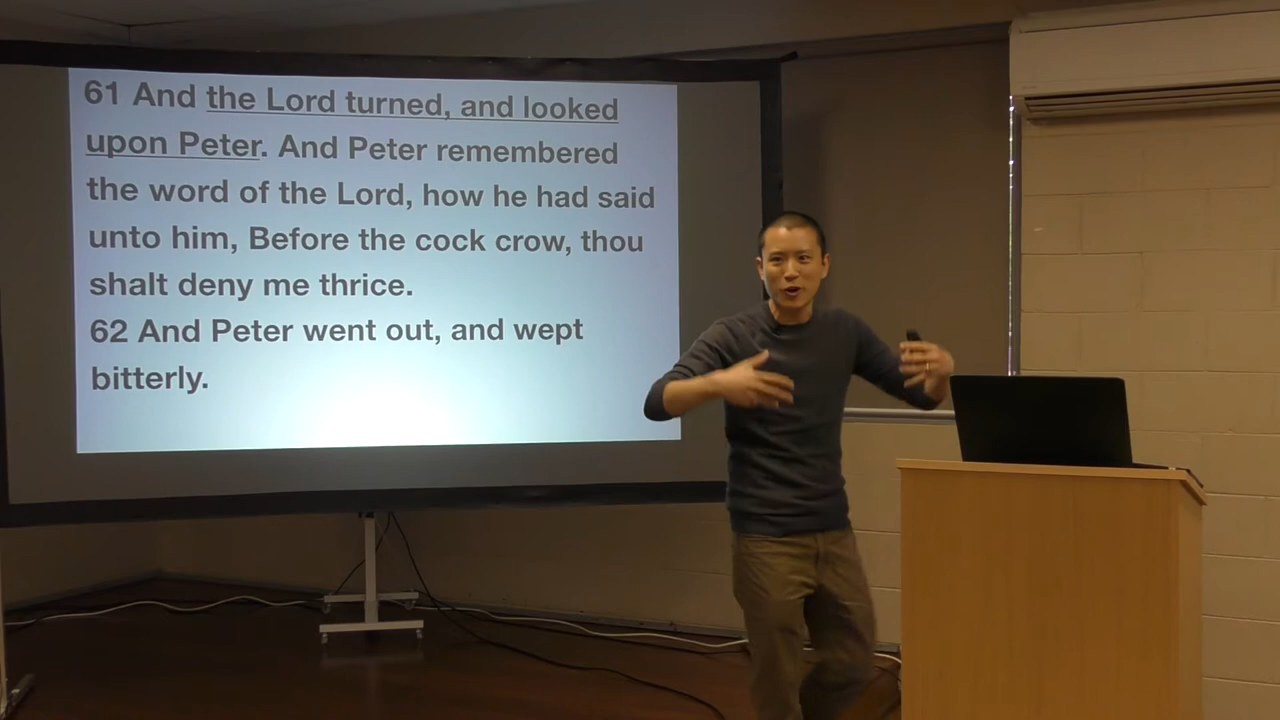 61 And the Lord turned, and looked
upon Peter. And Peter remembered
the word of the Lord, how he had said
unto him, Before the cock crow, thou
shalt deny me thrice.
62 And Peter went out, and wept
bitterly.